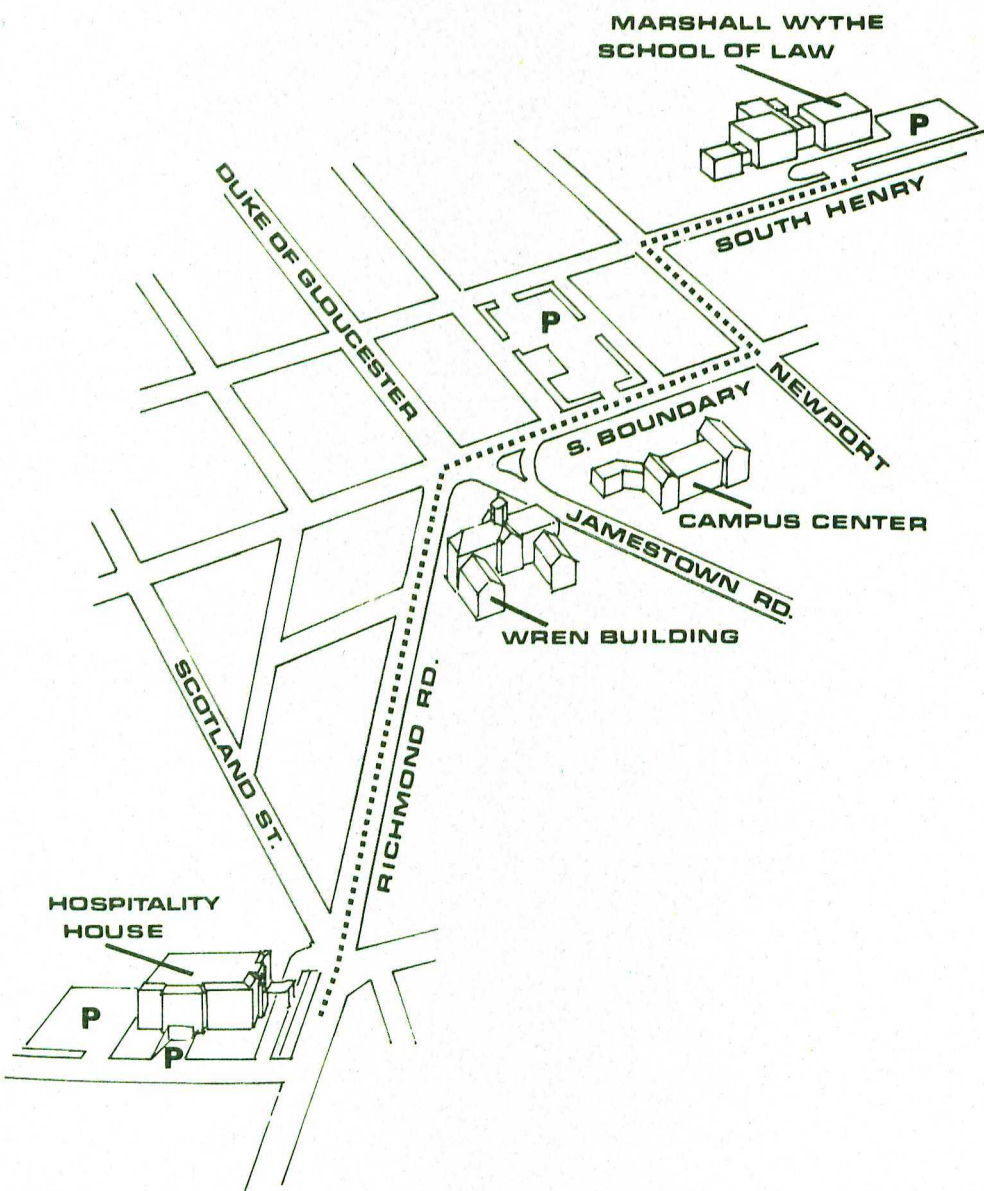 MARSHALL WYTHE
SCHOOL OF LAW
P
DUKE OF GLOUCESTER
SOUTH HENRY
P
NEWPORT
S. BOUNDARY
CAMPUS CENTER
JAMESTOWN RD.
WREN BUILDING
SCOTLAND ST.
RICHMOND RD.
HOSPITALITY
HOUSE
P
P